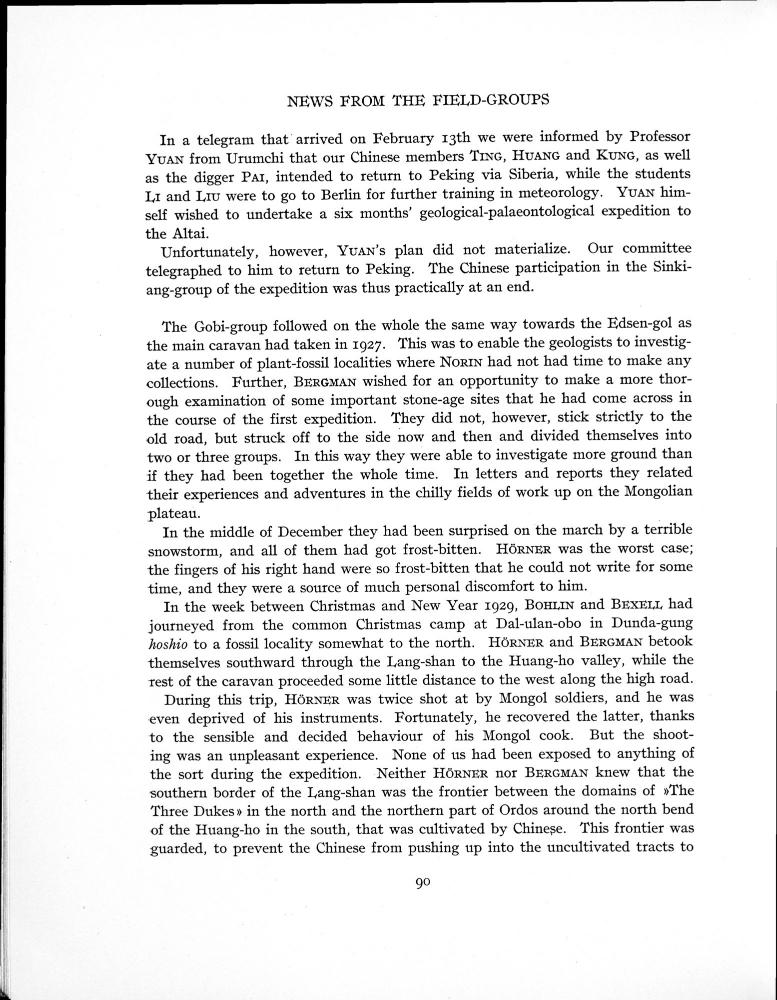 NEWS FROM THE FIELD-GROUPS
In a telegram that arrived on February 13th we were informed by Professor
YUAN from Urumchi that our Chinese members TING, HUANG and KUNG, as well
as the digger PAI, intended to return to Peking via Siberia, while the students
LI and LIU were to go to Berlin for further training in meteorology. YUAN him-
self wished to undertake a six months' geological-palaeontological expedition to
the Altai.
Unfortunately, however, YUAN's plan did not materialize. Our committee
telegraphed to him to return to Peking. The Chinese participation in the Sinki-
ang-group of the expedition was thus practically at an end.
The Gobi-group followed on the whole the same way towards the Edsen-gol as
the main caravan had taken in 1927. This was to enable the geologists to investig-
ate a number of plant-fossil localities where NORIN had not had time to make any
collections. Further, BERGMAN wished for an opportunity to make a more thor-
ough examination of some important stone-age sites that he had come across in
the course of the first expedition. They did not, however, stick strictly to the
old road, but struck off to the side now and then and divided themselves into
two or three groups. In this way they were able to investigate more ground than
if they had been together the whole time. In letters and reports they related
their experiences and adventures in the chilly fields of work up on the Mongolian
plateau.
In the middle of December they had been surprised on the march by a terrible
snowstorm, and all of them had got frost-bitten. HÖRNER was the worst case;
the fingers of his right hand were so frost-bitten that he could not write for some
time, and they were a source of much personal discomfort to him.
In the week between Christmas and New Year 1929, BOHLIN and BEXELL had
journeyed from the common Christmas camp at Dal-ulan-obo in Dunda-gung
hoshio to a fossil locality somewhat to the north. HÖRNER and BERGMAN betook
themselves southward through the Lang-shan to the Huang-ho valley, while the
rest of the caravan proceeded some little distance to the west along the high road.
During this trip, HÖRNER was twice shot at by Mongol soldiers, and he was
even deprived of his instruments. Fortunately, he recovered the latter, thanks
to the sensible and decided behaviour of his Mongol cook. But the shoot-
ing was an unpleasant experience. None of us had been exposed to anything of
the sort during the expedition. Neither HÖRNER nor BERGMAN knew that the
southern border of the Lang-shan was the frontier between the domains of »The
Three Dukes» in the north and the northern part of Ordos around the north bend
of the Huang-ho in the south, that was cultivated by Chinese. This frontier was
guarded, to prevent the Chinese from pushing up into the uncultivated tracts to
90